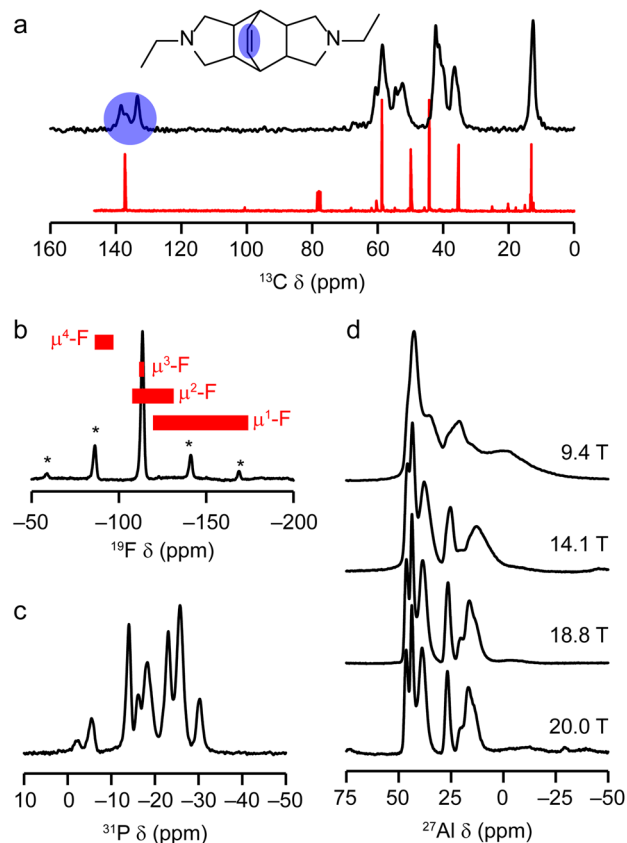 a
N
N
160 140 120 100 80 60 40 20 0
¹³C δ (ppm)
b
μ⁴-F
μ³-F
μ²-F
μ¹-F
* * * *
–50 –100 –150 –200
¹⁹F δ (ppm)
c
10 0 –10 –20 –30 –40 –50
³¹P δ (ppm)
d
9.4 T
14.1 T
18.8 T
20.0 T
75 50 25 0 –25 –50
²⁷Al δ (ppm)